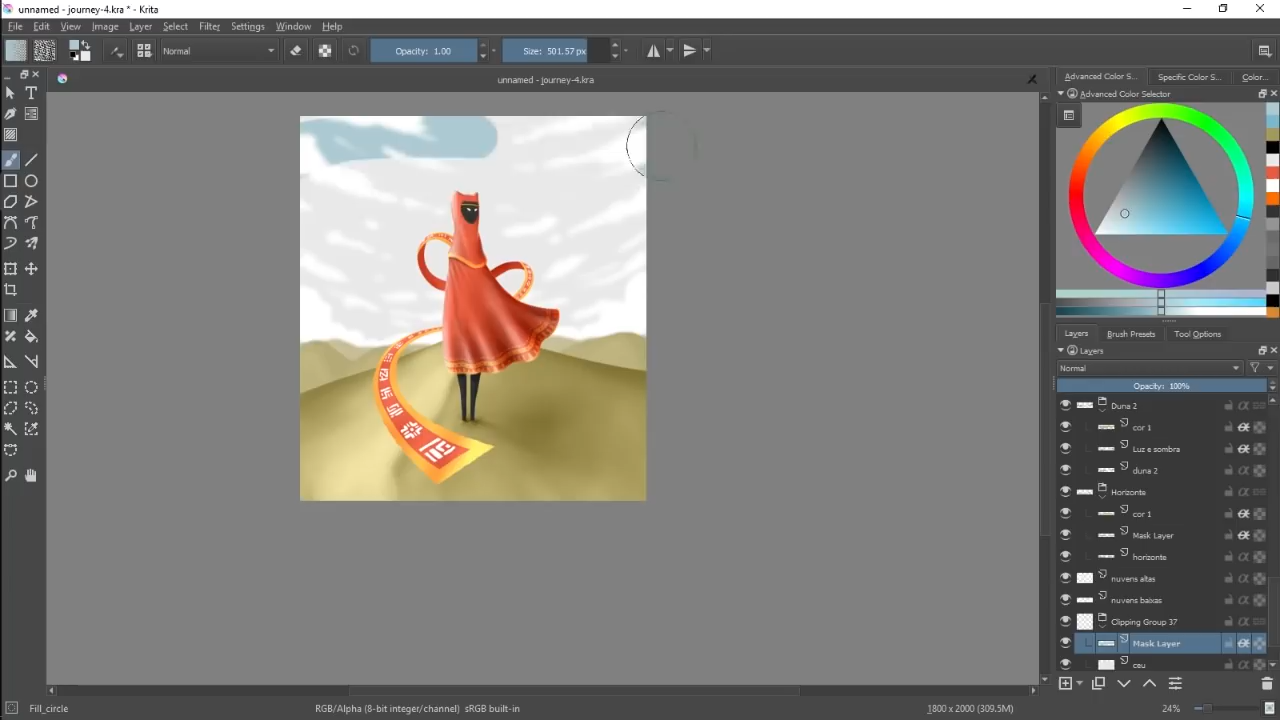 unnamed - journey-4.kra * - Krita
File Edit View Image Layer Select Filter Settings Window Help
Normal
Opacity: 1.00
Size: 501.57 px
unnamed - journey-4.kra
Advanced Color S... Specific Color S... Color...
Advanced Color Selector
Layers Brush Presets Tool Options
Layers
Normal
Opacity: 100%
Duna 2
cor 1
Luz e sombra
duna 2
Horizonte
cor 1
Mask Layer
horizonte
nuvens altas
nuvens baixas
Clipping Group 37
Mask Layer
ceu
Fill_circle
RGB/Alpha (8-bit integer/channel) sRGB built-in
1800 x 2000 (309.5M)
24%